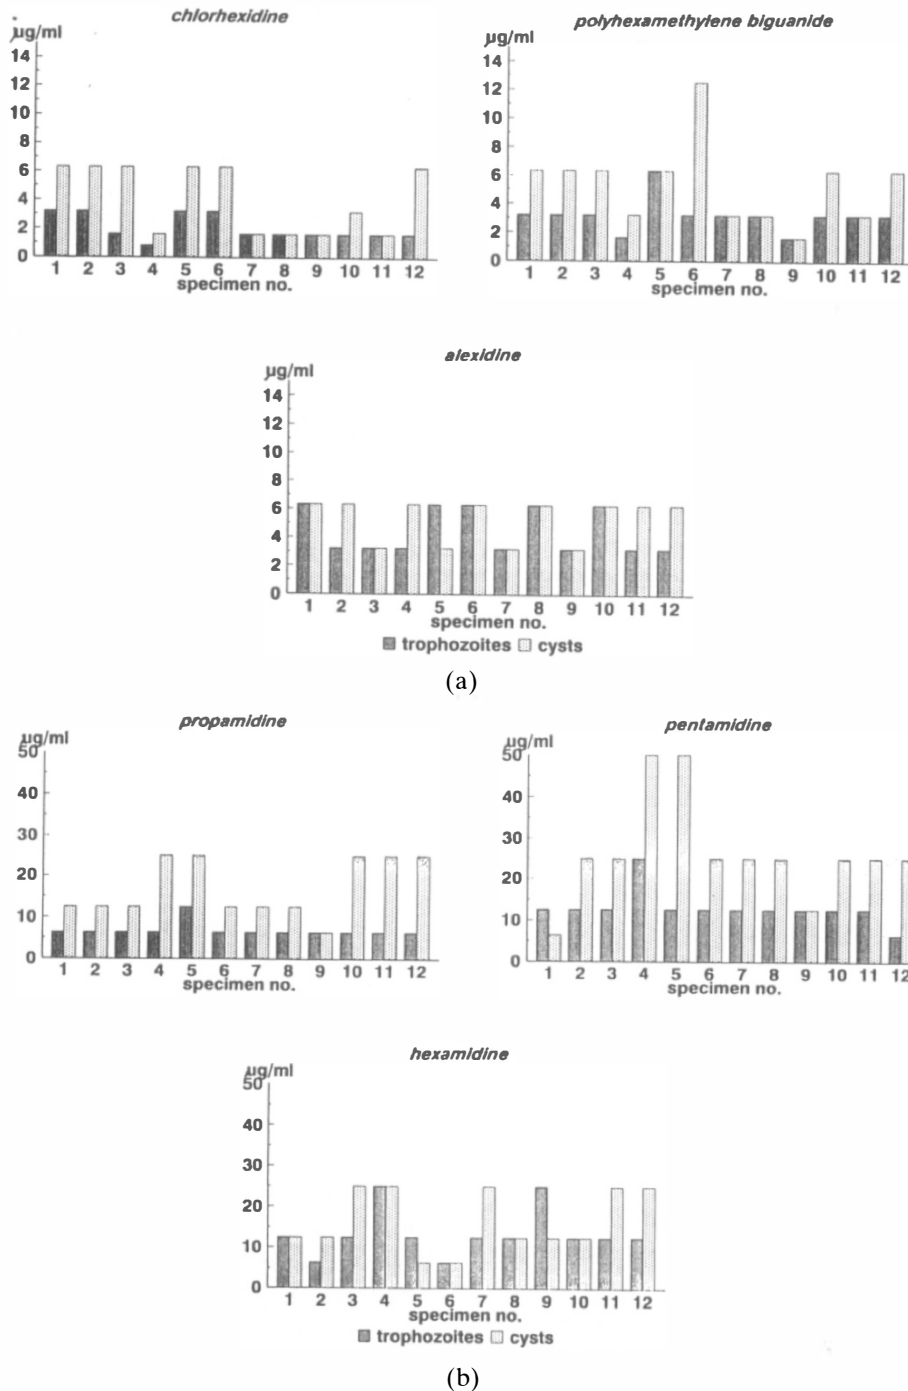 chlorhexidine
µg/ml
14
12
10
8
6
4
2
0
1 2 3 4 5 6 7 8 9 10 11 12
specimen no.
polyhexamethylene biguanide
µg/ml
14
12
10
8
6
4
2
0
1 2 3 4 5 6 7 8 9 10 11 12
specimen no.
alexidine
µg/ml
14
12
10
8
6
4
2
0
1 2 3 4 5 6 7 8 9 10 11 12
specimen no.
trophozoites cysts
(a)
propamidine
µg/ml
50
40
30
20
10
0
1 2 3 4 5 6 7 8 9 10 11 12
specimen no.
pentamidine
µg/ml
50
40
30
20
10
0
1 2 3 4 5 6 7 8 9 10 11 12
specimen no.
hexamidine
µg/ml
50
40
30
20
10
0
1 2 3 4 5 6 7 8 9 10 11 12
specimen no.
trophozoites cysts
(b)